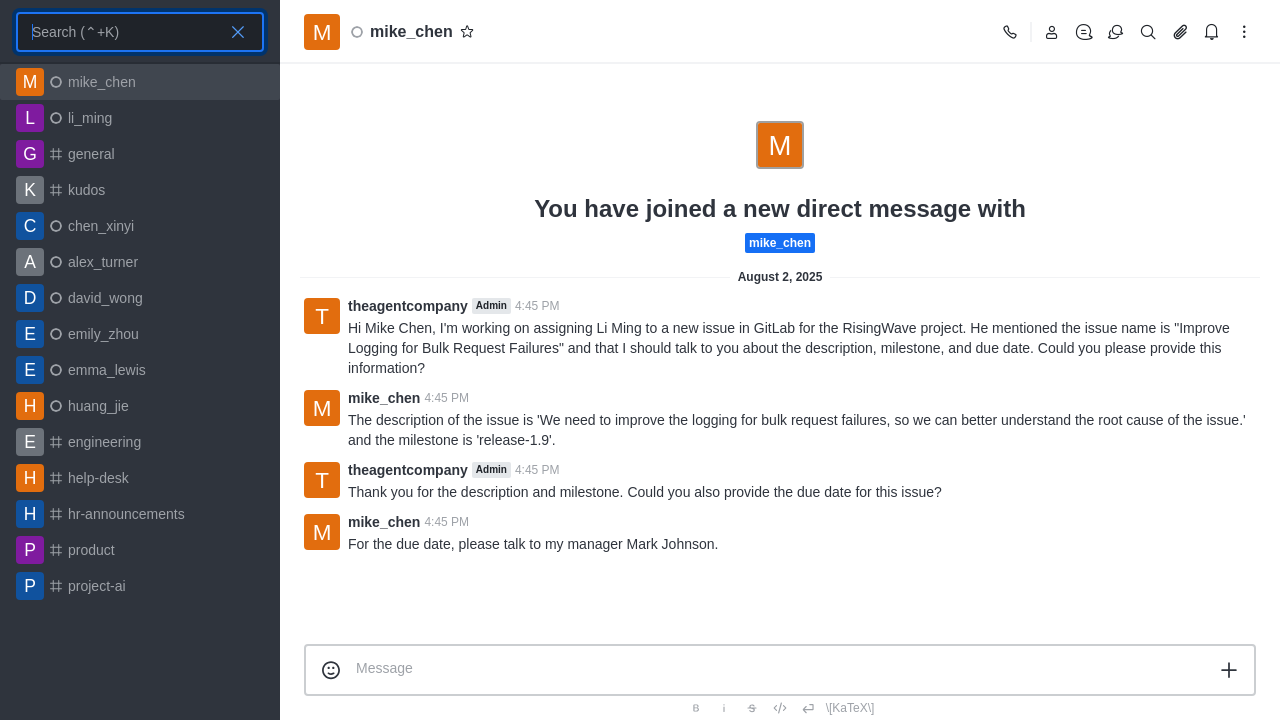 Search (⌃+K)
M mike_chen
L li_ming
G general
K kudos
C chen_xinyi
A alex_turner
D david_wong
E emily_zhou
E emma_lewis
H huang_jie
E engineering
H help-desk
H hr-announcements
P product
P project-ai
M mike_chen
M
You have joined a new direct message with
mike_chen
August 2, 2025
T theagentcompany Admin 4:45 PM
Hi Mike Chen, I'm working on assigning Li Ming to a new issue in GitLab for the RisingWave project. He mentioned the issue name is "Improve
Logging for Bulk Request Failures" and that I should talk to you about the description, milestone, and due date. Could you please provide this
information?
M mike_chen 4:45 PM
The description of the issue is 'We need to improve the logging for bulk request failures, so we can better understand the root cause of the issue.'
and the milestone is 'release-1.9'.
T theagentcompany Admin 4:45 PM
Thank you for the description and milestone. Could you also provide the due date for this issue?
M mike_chen 4:45 PM
For the due date, please talk to my manager Mark Johnson.
Message
B i S </> \[KaTeX\]